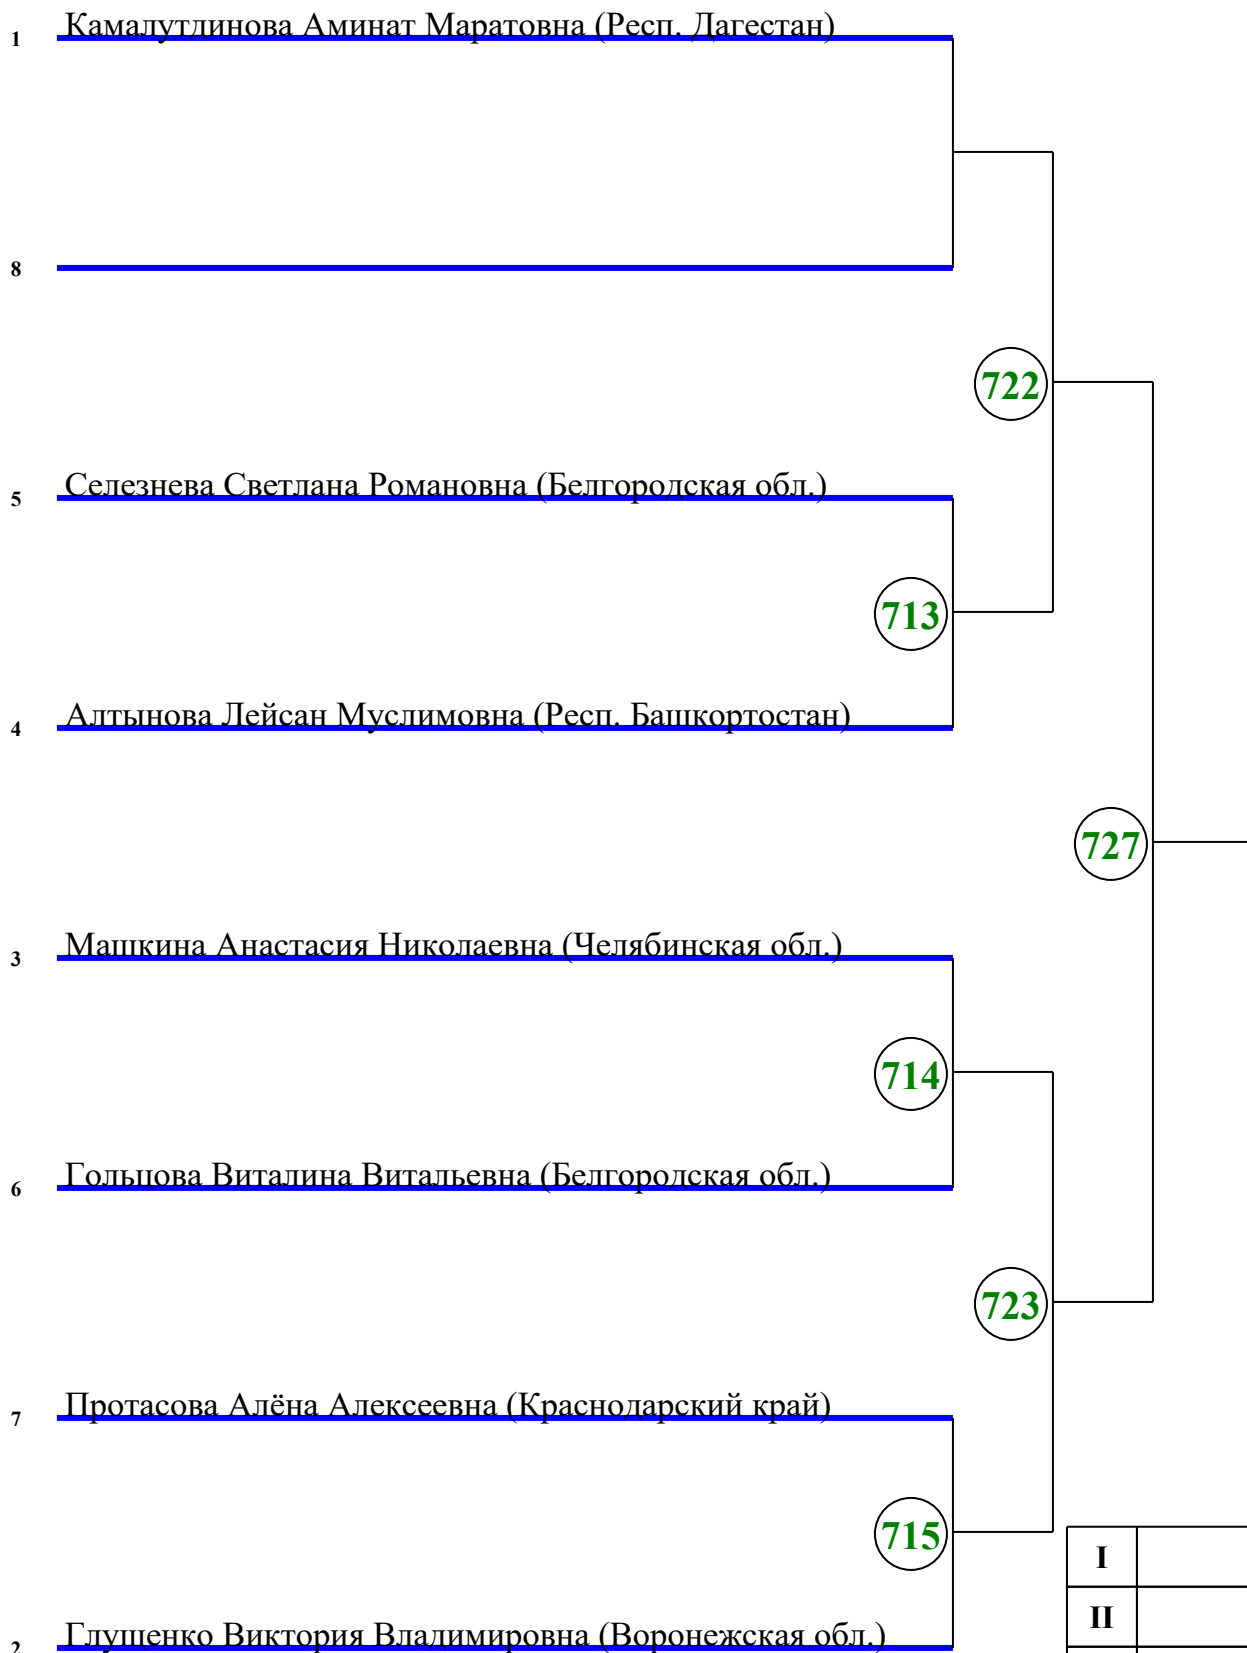 1 Камалутдинова Аминат Маратовна (Респ. Дагестан)
8
722
5 Селезнева Светлана Романовна (Белгородская обл.)
713
4 Алтынова Лейсан Муслимовна (Респ. Башкортостан)
727
3 Машкина Анастасия Николаевна (Челябинская обл.)
714
6 Гольцова Виталина Витальевна (Белгородская обл.)
723
7 Протасова Алёна Алексеевна (Краснодарский край)
715
I
II
2 Глущенко Виктория Владимировна (Воронежская обл.)